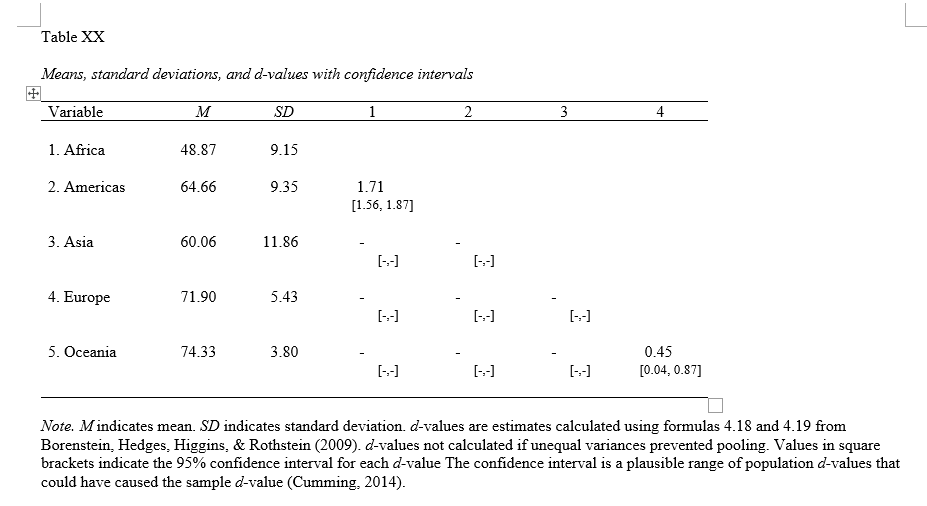 Table XX
Means, standard deviations, and d-values with confidence intervals
Variable M SD 1 2 3 4
1. Africa 48.87 9.15
2. Americas 64.66 9.35 1.71
[1.56, 1.87]
3. Asia 60.06 11.86 - -
[-,-] [-,-]
4. Europe 71.90 5.43 - - -
[-,-] [-,-] [-,-]
5. Oceania 74.33 3.80 - - - 0.45
[-,-] [-,-] [-,-] [0.04, 0.87]
Note. M indicates mean. SD indicates standard deviation. d-values are estimates calculated using formulas 4.18 and 4.19 from
Borenstein, Hedges, Higgins, & Rothstein (2009). d-values not calculated if unequal variances prevented pooling. Values in square
brackets indicate the 95% confidence interval for each d-value The confidence interval is a plausible range of population d-values that
could have caused the sample d-value (Cumming, 2014).